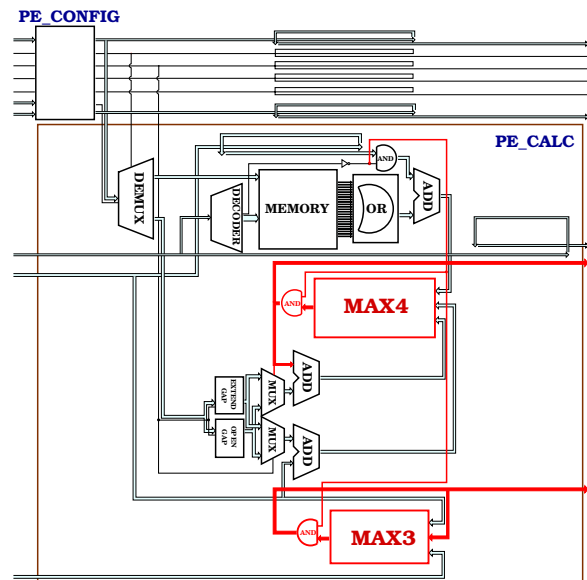 PE_CONFIG
PE_CALC
DEMUX
DECODER
MEMORY
OR
AND
ADD
AND
MAX4
EXTEND
GAP
OPEN
GAP
MUX
MUX
ADD
ADD
AND
MAX3